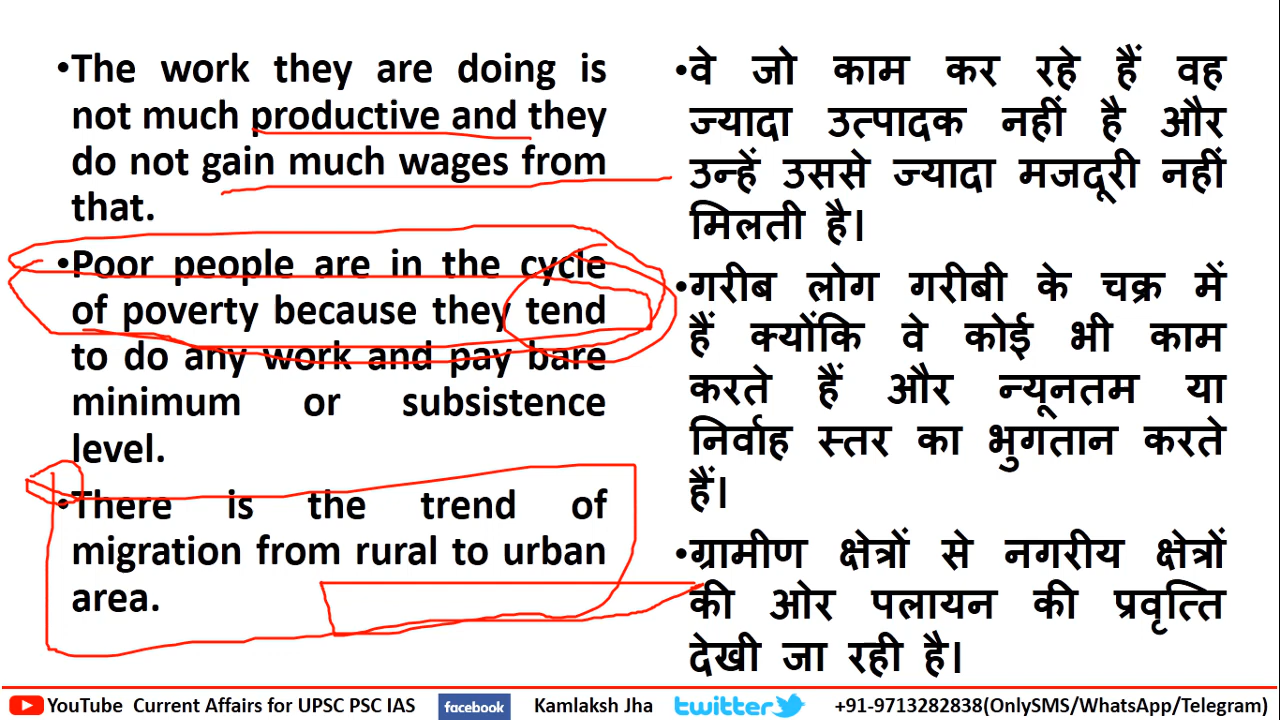 •The work they are doing is
not much productive and they
do not gain much wages from
that.
•Poor people are in the cycle
of poverty because they tend
to do any work and pay bare
minimum or subsistence
level.
•There is the trend of
migration from rural to urban
area.
•वे जो काम कर रहे हैं वह
ज्यादा उत्पादक नहीं है और
उन्हें उससे ज्यादा मजदूरी नहीं
मिलती है।
•गरीब लोग गरीबी के चक्र में
हैं क्योंकि वे कोई भी काम
करते हैं और न्यूनतम या
निर्वाह स्तर का भुगतान करते
हैं।
•ग्रामीण क्षेत्रों से नगरीय क्षेत्रों
की ओर पलायन की प्रवृत्ति
देखी जा रही है।
YouTube Current Affairs for UPSC PSC IAS facebook Kamlaksh Jha twitter +91-9713282838(OnlySMS/WhatsApp/Telegram)